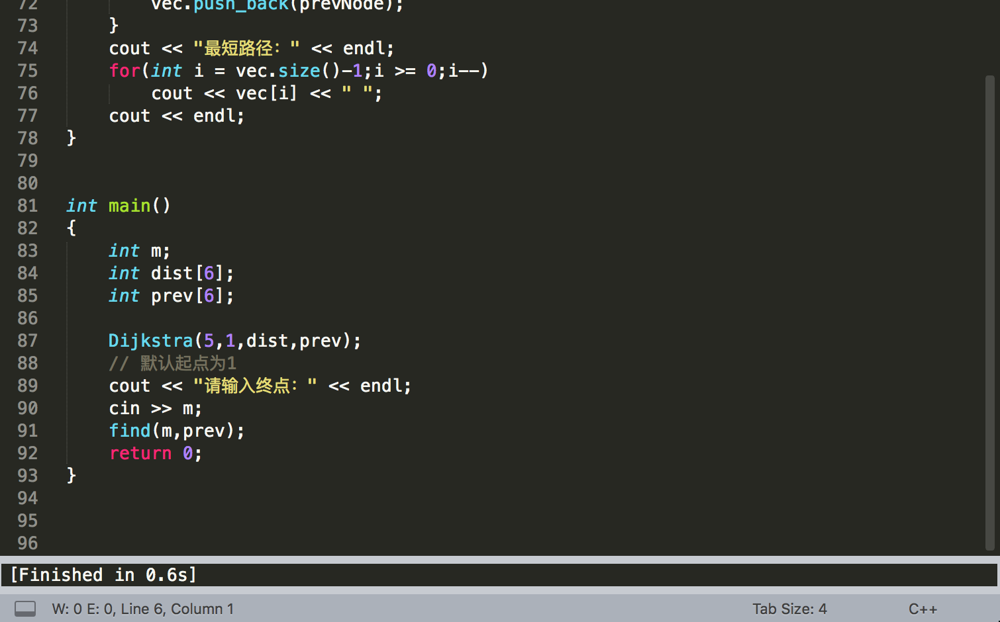 72 vec.push_back(prevNode);
73 }
74 cout << "最短路径：" << endl;
75 for(int i = vec.size()-1;i >= 0;i--)
76 cout << vec[i] << " ";
77 cout << endl;
78 }
79
80
81 int main()
82 {
83 int m;
84 int dist[6];
85 int prev[6];
86
87 Dijkstra(5,1,dist,prev);
88 // 默认起点为1
89 cout << "请输入终点：" << endl;
90 cin >> m;
91 find(m,prev);
92 return 0;
93 }
94
95
96
[Finished in 0.6s]
W: 0 E: 0, Line 6, Column 1 Tab Size: 4 C++